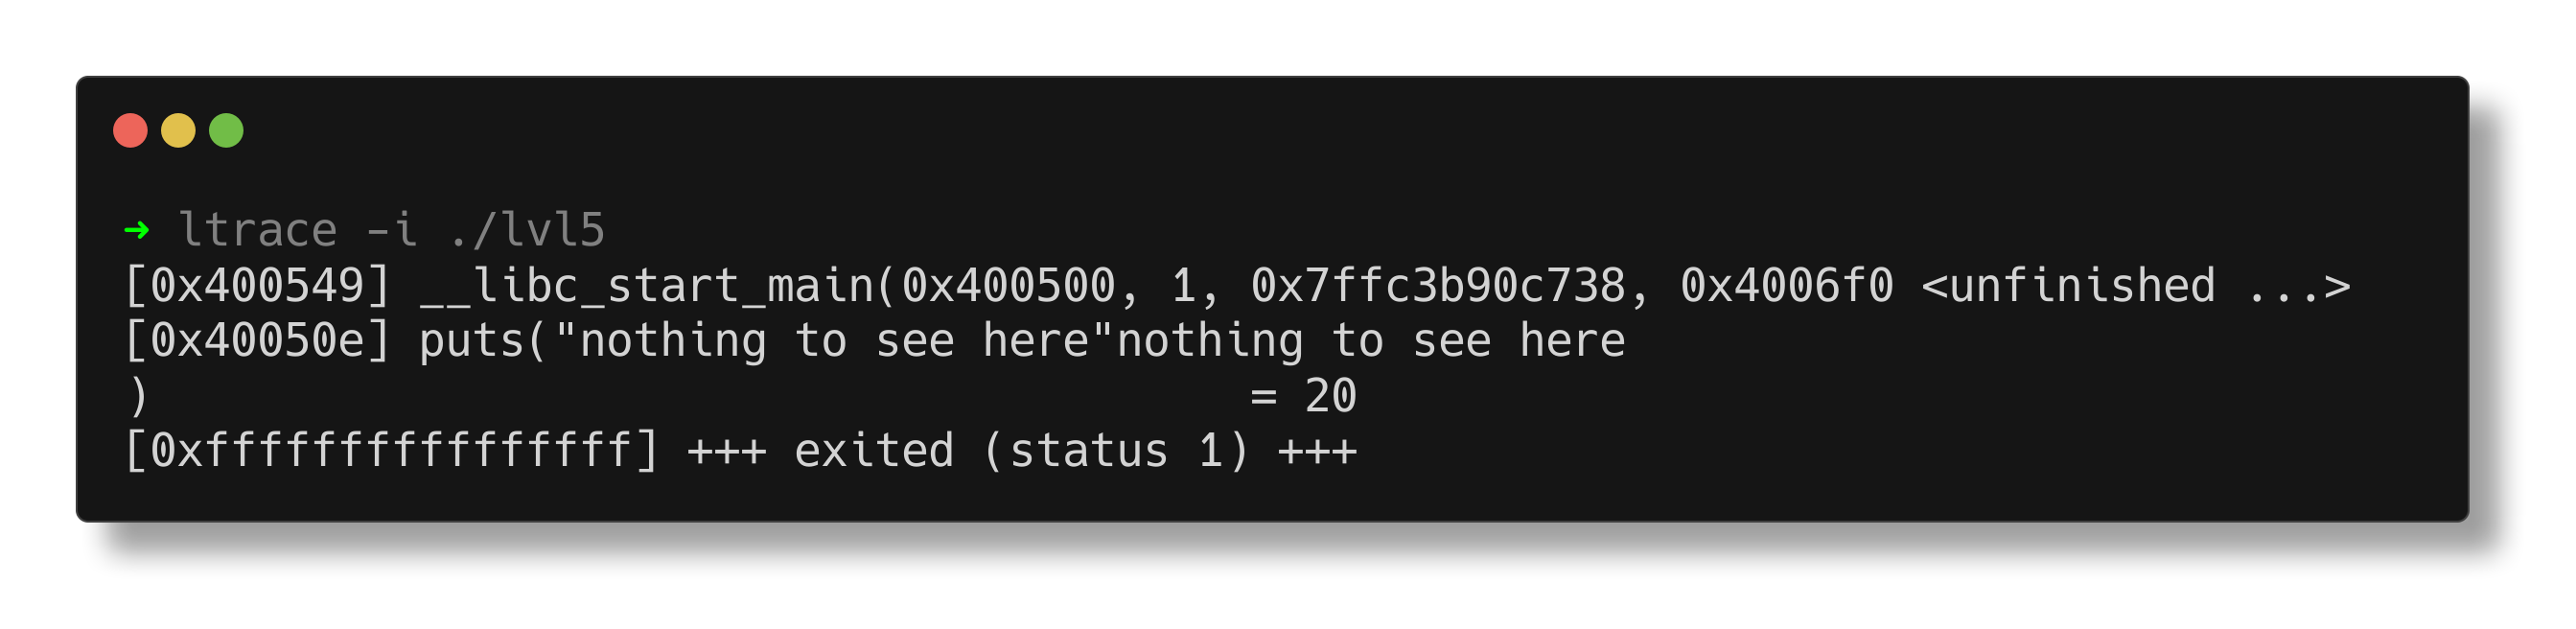 ➜ ltrace -i ./lvl5
[0x400549] __libc_start_main(0x400500, 1, 0x7ffc3b90c738, 0x4006f0 <unfinished ...>
[0x40050e] puts("nothing to see here"nothing to see here
)                                         = 20
[0xffffffffffffffff] +++ exited (status 1) +++